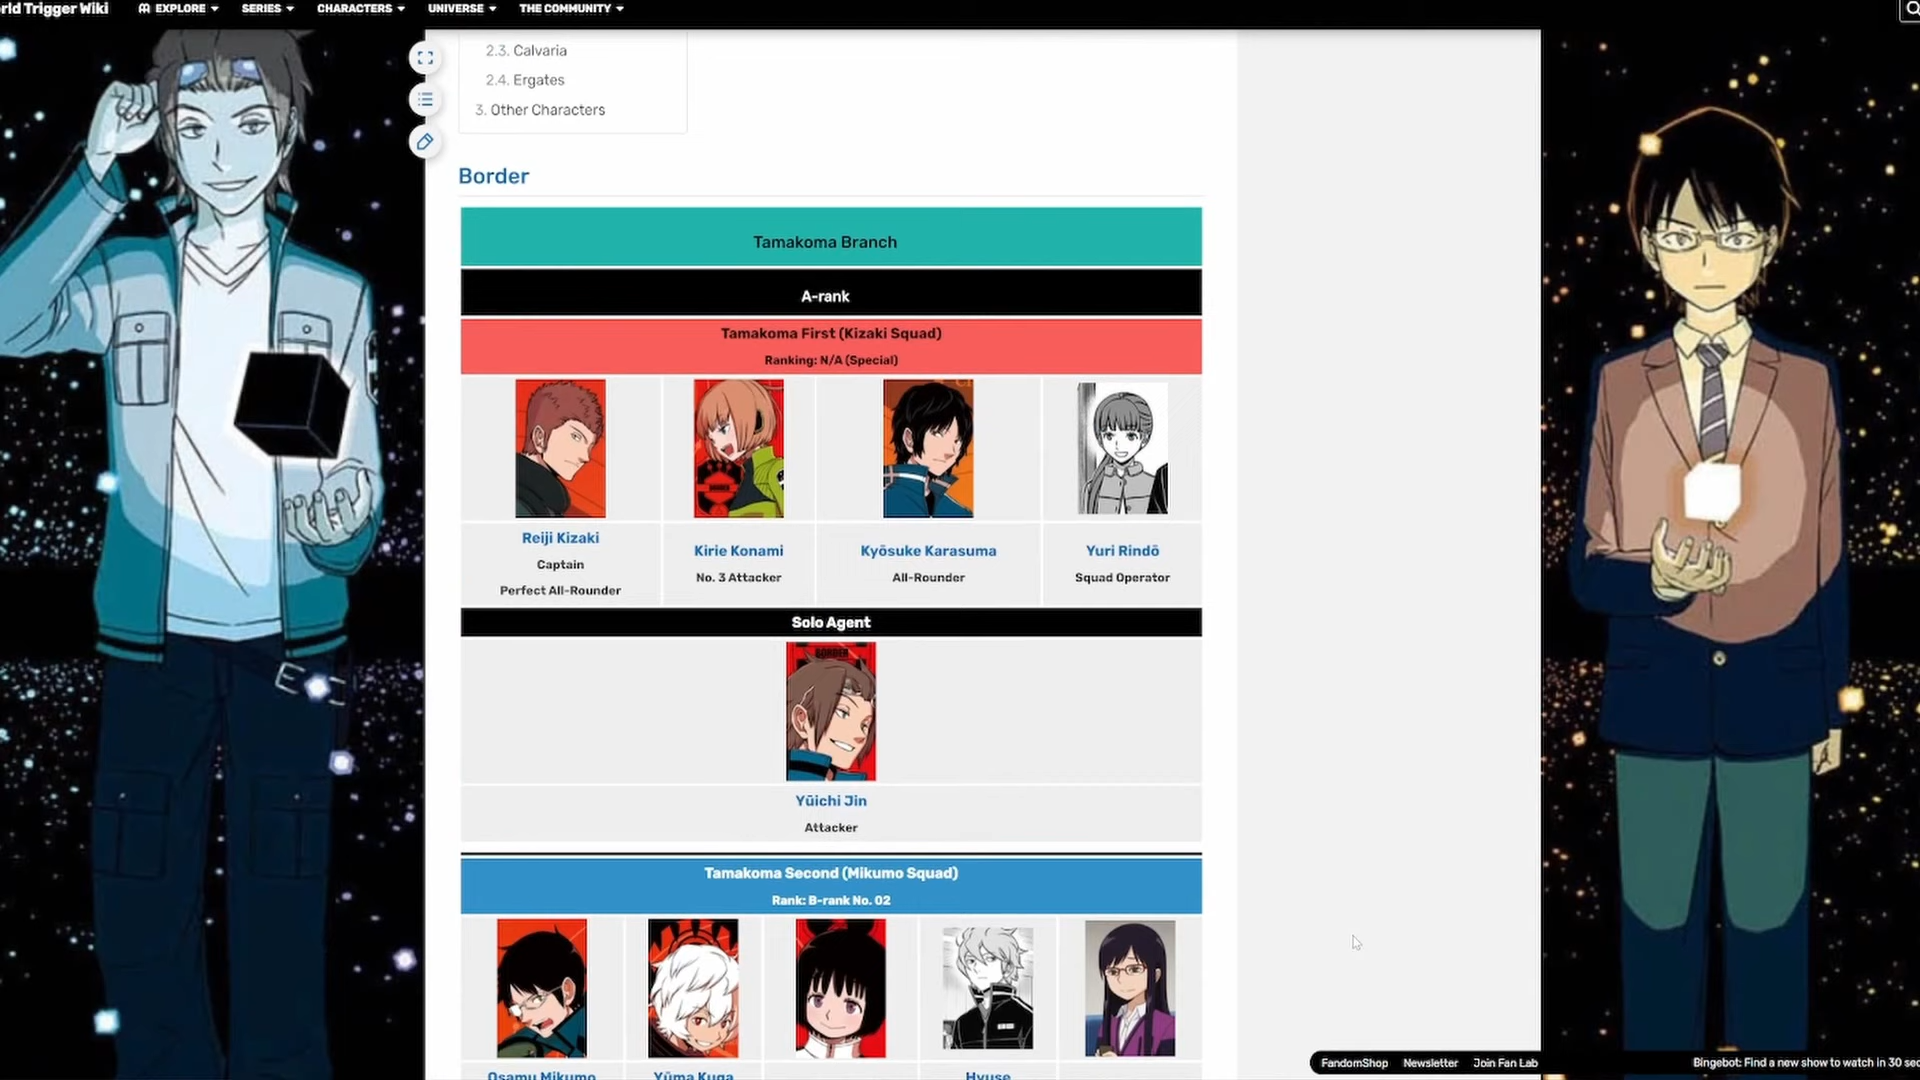 rld Trigger Wiki
EXPLORE
SERIES
CHARACTERS
UNIVERSE
THE COMMUNITY
2.3. Calvaria
2.4. Ergates
3. Other Characters
Border
Tamakoma Branch
A-rank
Tamakoma First (Kizaki Squad)
Ranking: N/A (Special)
Reiji Kizaki
Captain
Perfect All-Rounder
Kirie Konami
No. 3 Attacker
Kyōsuke Karasuma
All-Rounder
Yuri Rindō
Squad Operator
Solo Agent
BORDER
Yūichi Jin
Attacker
Tamakoma Second (Mikumo Squad)
Rank: B-rank No. 02
Osamu Mikumo
Yūma Kuga
Hyuse
FandomShop
Newsletter
Join Fan Lab
Bingebot: Find a new show to watch in 30 sec